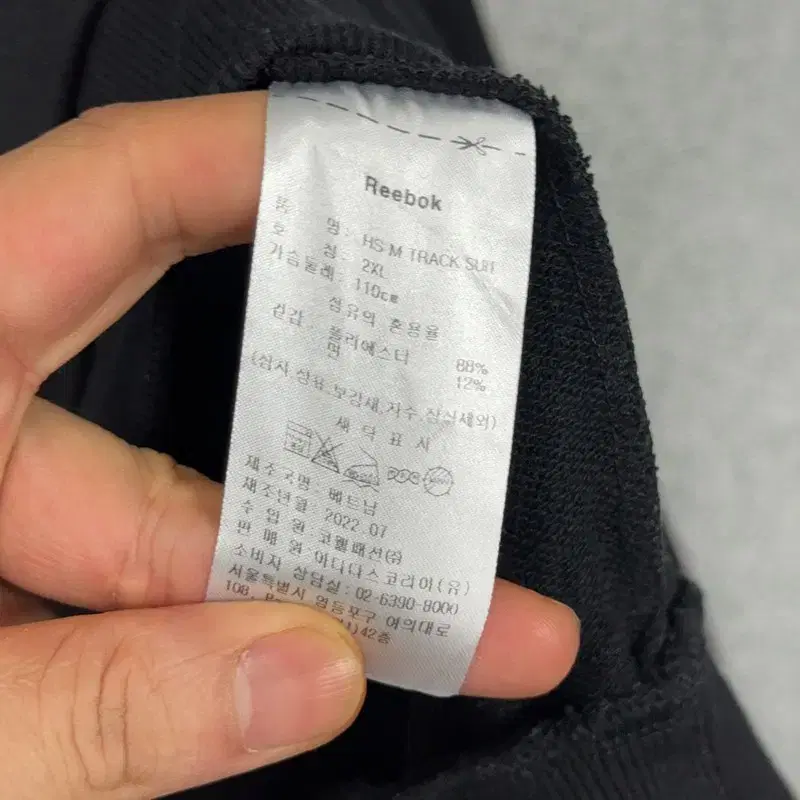 Reebok
품 명 : HS M TRACK SUIT
호 칭 : 2XL
가슴둘레 : 110cm
섬유의 혼용율
겉감 : 폴리에스터 88%
면 12%
(심지,상표,보강새,자수,장식제외)
세 탁 표 시
제조국명 : 베트남
제조년월 : 2022.07
수 입 원 코웰패션㈜
판 매 원 아디다스코리아(유)
소비자 상담실 : 02-6390-8000
서울특별시 영등포구 여의대로
108, 42층